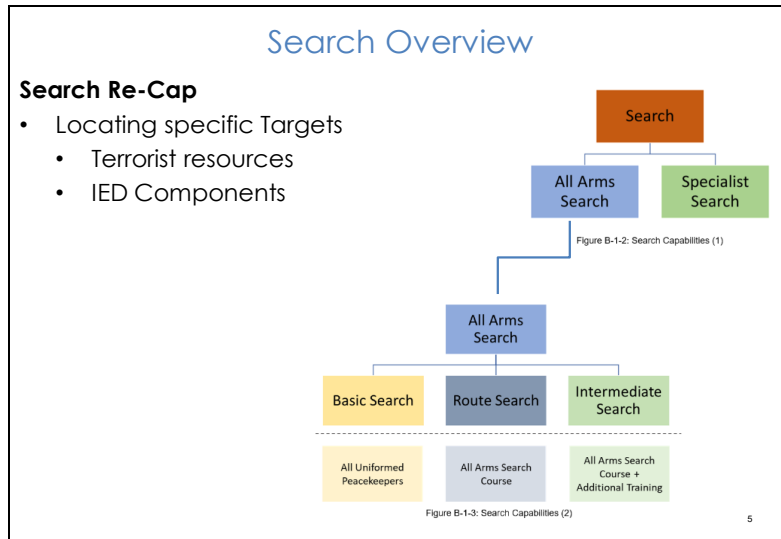 Search Overview
Search Re-Cap
• Locating specific Targets
• Terrorist resources
• IED Components
Search
All Arms
Search
Specialist
Search
Figure B-1-2: Search Capabilities (1)
All Arms
Search
Basic Search
Route Search
Intermediate
Search
All Uniformed
Peacekeepers
All Arms Search
Course
All Arms Search
Course +
Additional Training
Figure B-1-3: Search Capabilities (2)
5